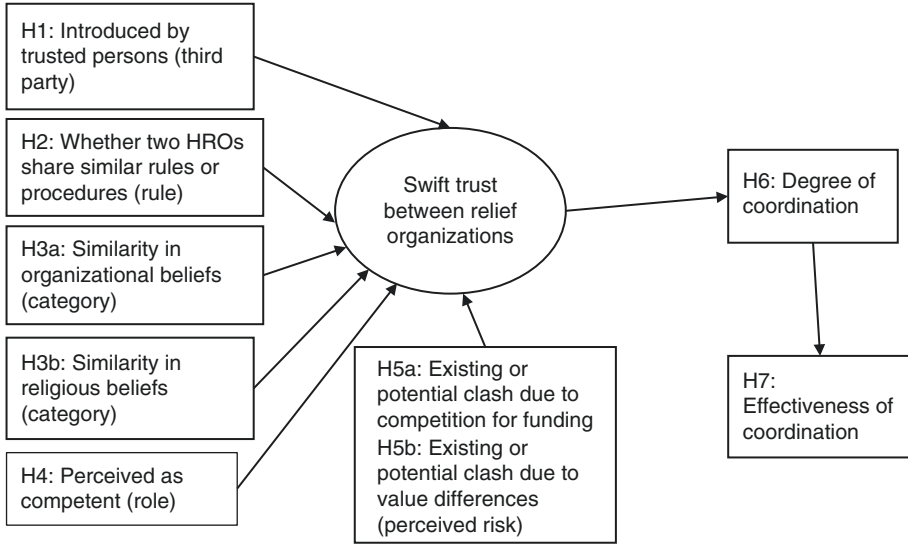 H1: Introduced by
trusted persons (third
party)
H2: Whether two HROs
share similar rules or
procedures (rule)
H3a: Similarity in
organizational beliefs
(category)
H3b: Similarity in
religious beliefs
(category)
H4: Perceived as
competent (role)
Swift trust
between relief
organizations
H5a: Existing or
potential clash due to
competition for funding
H5b: Existing or
potential clash due to
value differences
(perceived risk)
H6: Degree of
coordination
H7:
Effectiveness of
coordination